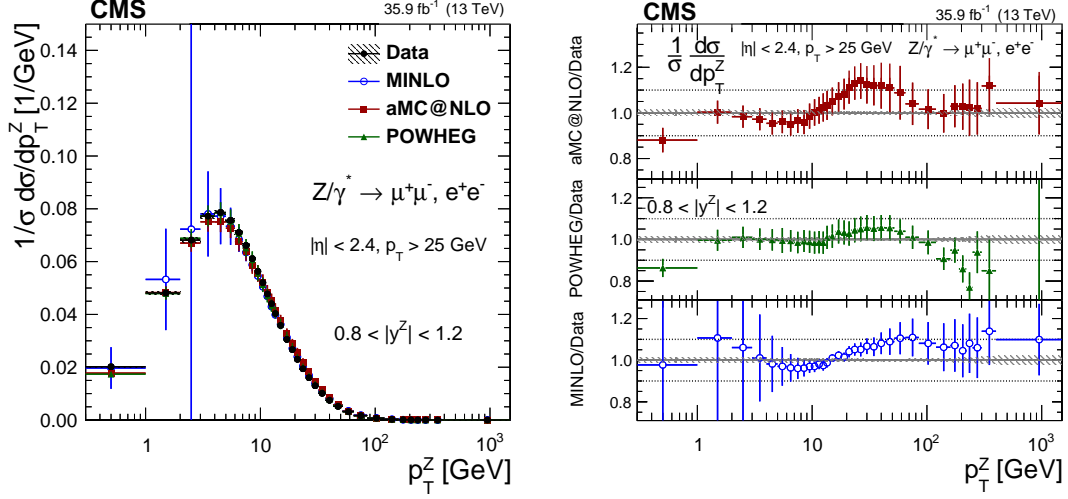 CMS 35.9 fb⁻¹ (13 TeV)
1/σ dσ/dp_T^Z [1/GeV]
0.14
0.12
0.10
0.08
0.06
0.04
0.02
0.00
Data
MINLO
aMC@NLO
POWHEG
Z/γ* → μ⁺μ⁻, e⁺e⁻
|η| < 2.4, p_T > 25 GeV
0.8 < |y^Z| < 1.2
1 10 10² 10³
p_T^Z [GeV]
CMS 35.9 fb⁻¹ (13 TeV)
1/σ dσ/dp_T^Z |η| < 2.4, p_T > 25 GeV Z/γ* → μ⁺μ⁻, e⁺e⁻
aMC@NLO/Data
1.2
1.0
0.8
0.8 < |y^Z| < 1.2
POWHEG/Data
1.2
1.0
0.8
MINLO/Data
1.2
1.0
0.8
1 10 10² 10³
p_T^Z [GeV]